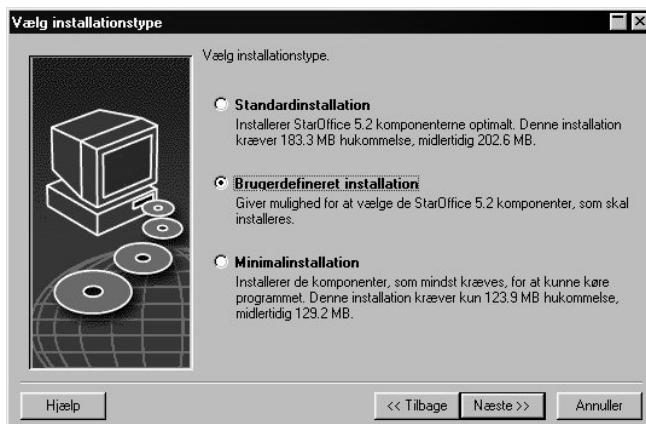 Vælg installationstype
Vælg installationstype.
Standardinstallation
Installerer StarOffice 5.2 komponenterne optimalt. Denne installation
kræver 183.3 MB hukommelse, midlertidig 202.6 MB.
Brugerdefineret installation
Giver mulighed for at vælge de StarOffice 5.2 komponenter, som skal
installeres.
Minimalinstallation
Installerer de komponenter, som mindst kræves, for at kunne køre
programmet. Denne installation kræver kun 123.9 MB hukommelse,
midlertidig 129.2 MB.
Hjælp
<< Tilbage
Næste >>
Annuller